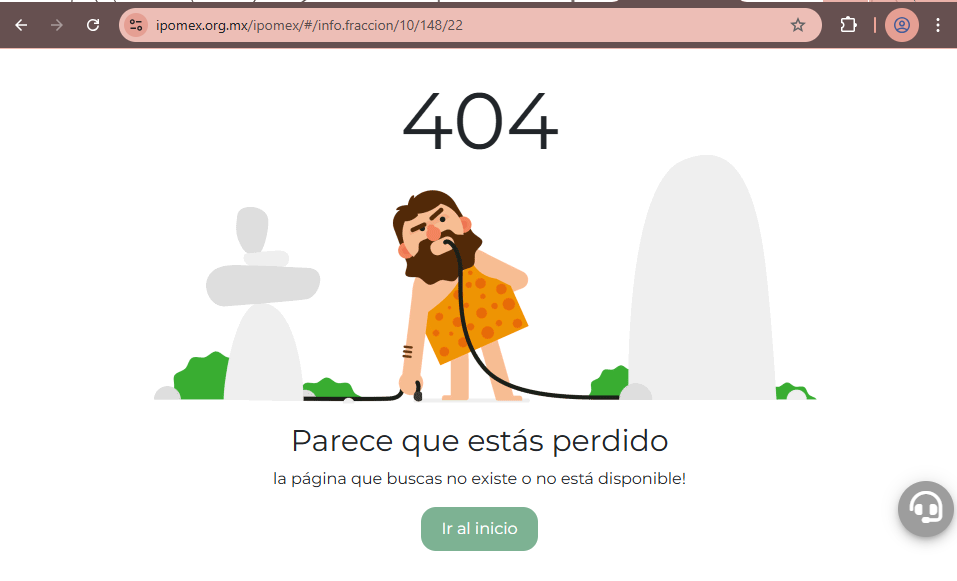 ipomex.org.mx/ipomex/#/info.fraccion/10/148/22
404
Parece que estás perdido
la página que buscas no existe o no está disponible!
Ir al inicio